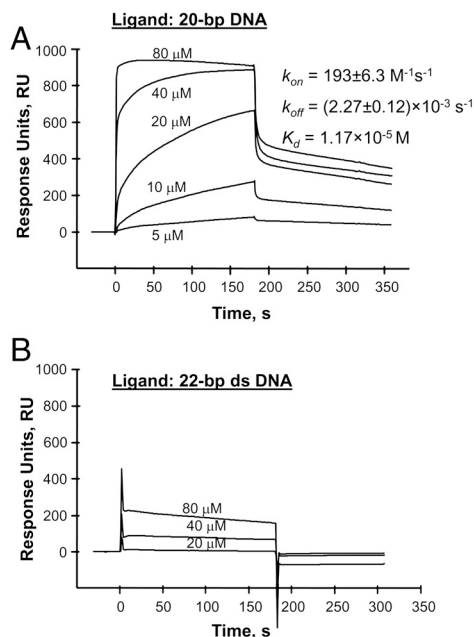 Ligand: 20-bp DNA
A
1000
800
600
400
200
0
Response Units, RU
80 μM
40 μM
20 μM
10 μM
5 μM
kon = 193±6.3 M-1s-1
koff = (2.27±0.12)×10-3 s-1
Kd = 1.17×10-5 M
0 50 100 150 200 250 300 350
Time, s
B
Ligand: 22-bp ds DNA
1000
800
600
400
200
0
Response Units, RU
80 μM
40 μM
20 μM
0 50 100 150 200 250 300 350
Time, s